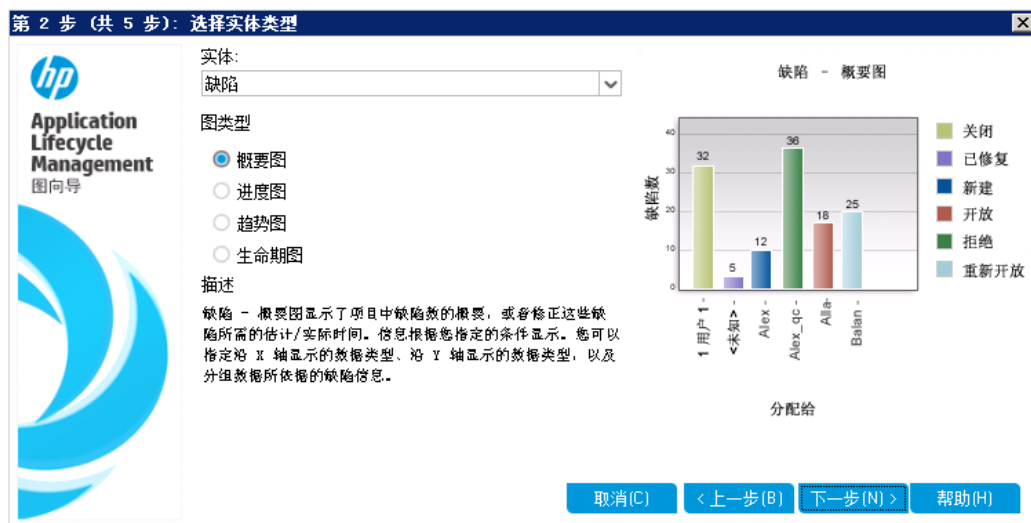 第 2 步 (共 5 步): 选择实体类型
hp
Application
Lifecycle
Management
图向导
实体:
缺陷
图类型
概要图
进度图
趋势图
生命期图
描述
缺陷 - 概要图显示了项目中缺陷数的概要，或者修正这些缺
陷所需的估计/实际时间。信息根据您指定的条件显示。您可以
指定沿 X 轴显示的数据类型、沿 Y 轴显示的数据类型，以及
分组数据所依据的缺陷信息。
缺陷 - 概要图
缺陷数
40
30
20
10
0
32
5
12
36
18
25
1 用户 1 -
<未知> -
Alex -
Alex_qc -
Alla-
Balan -
分配给
关闭
已修复
新建
开放
拒绝
重新开放
取消(C)
< 上一步(B)
下一步(N) >
帮助(H)